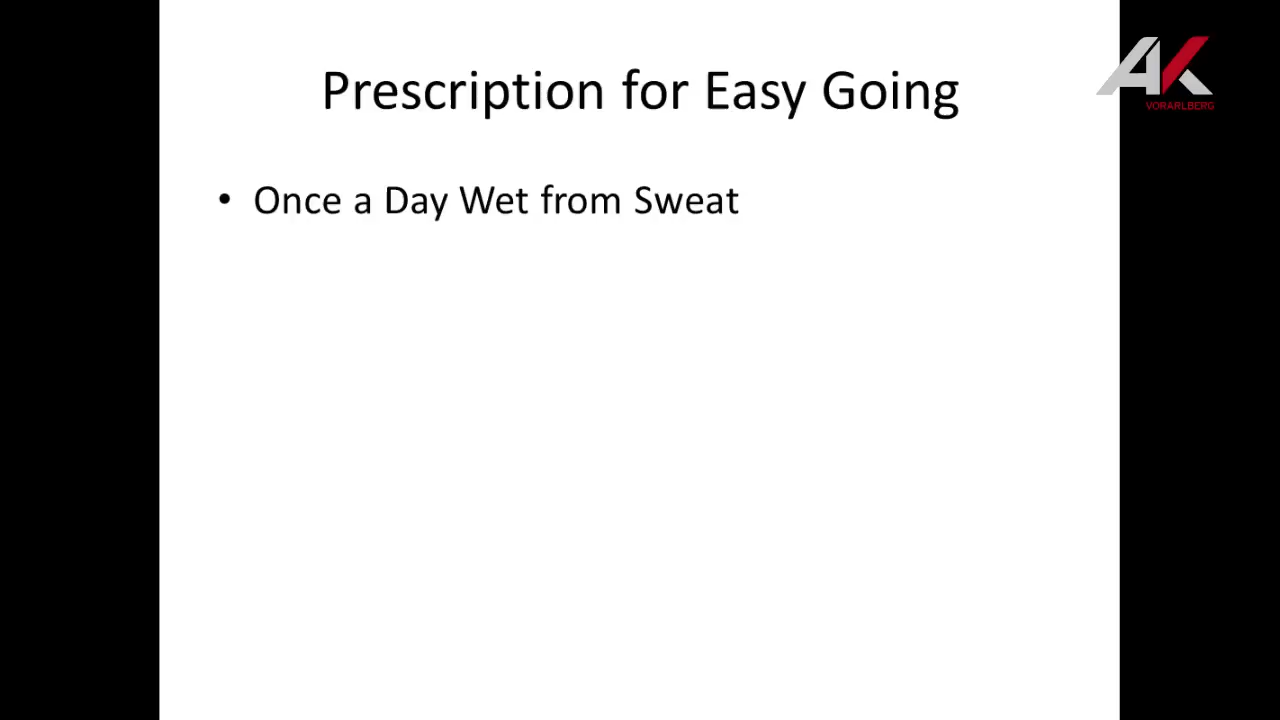 Prescription for Easy Going
AK
VORARLBERG
• Once a Day Wet from Sweat